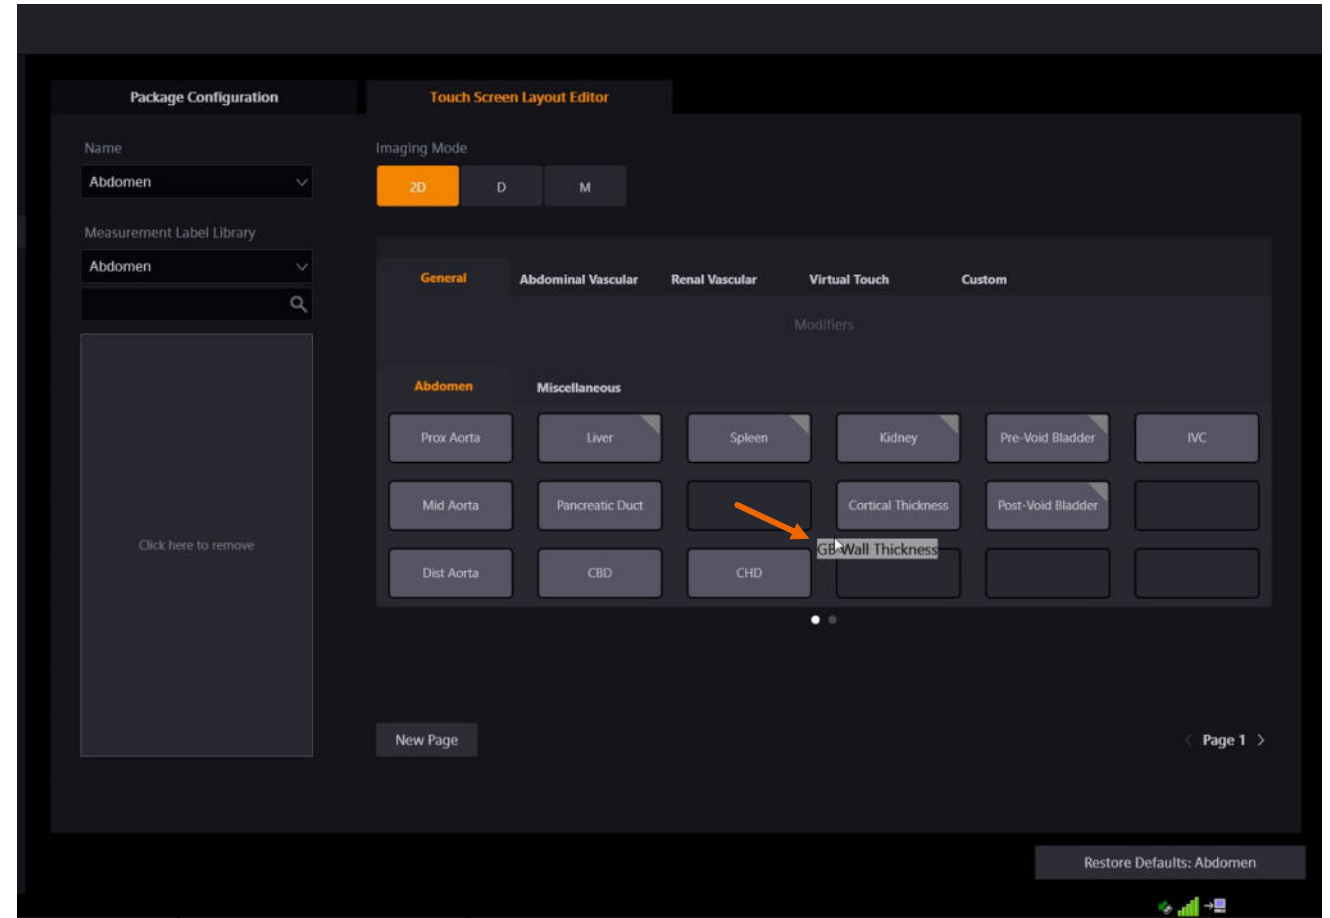 Package Configuration
Touch Screen Layout Editor
Name
Imaging Mode
Abdomen
2D D M
Measurement Label Library
Abdomen
General Abdominal Vascular Renal Vascular Virtual Touch Custom
Modifiers
Abdomen Miscellaneous
Prox Aorta Liver Spleen Kidney Pre-Void Bladder IVC
Mid Aorta Pancreatic Duct Cortical Thickness Post-Void Bladder
Click here to remove
GB Wall Thickness
Dist Aorta CBD CHD
New Page
Page 1
Restore Defaults: Abdomen